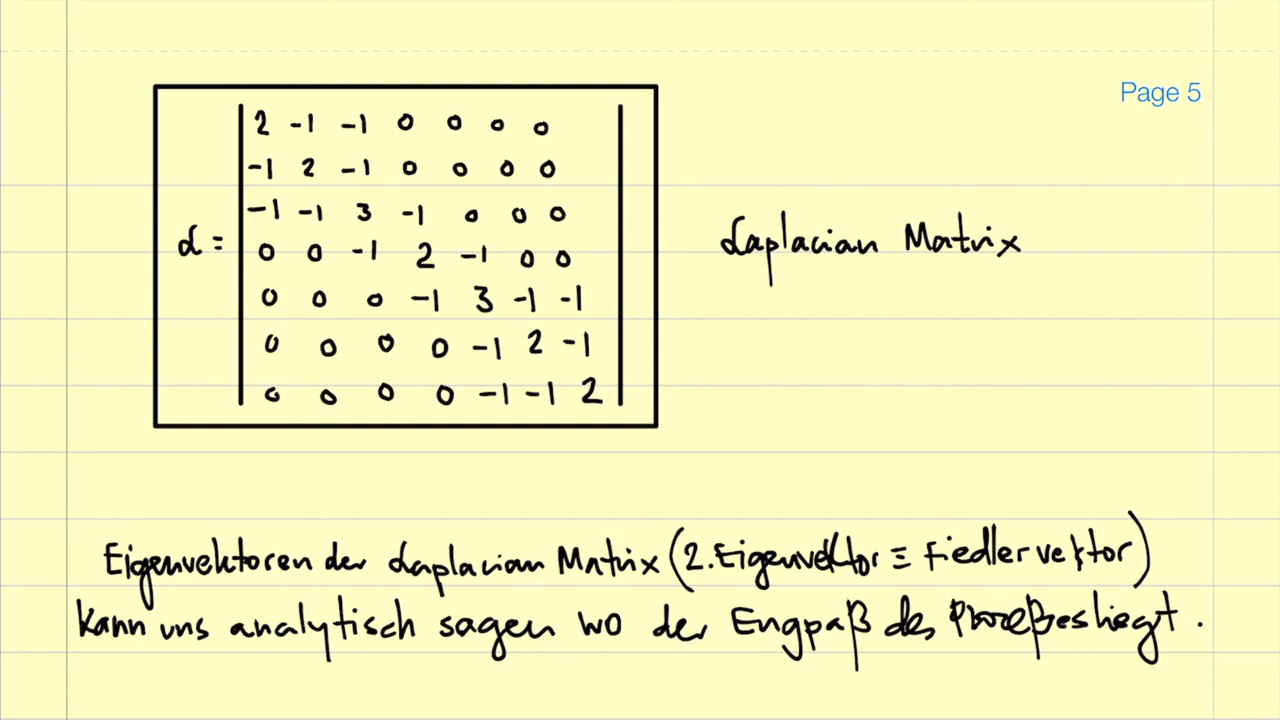 Page 5
2 -1 -1 0 0 0 0
-1 2 -1 0 0 0 0
-1 -1 3 -1 0 0 0
L = 0 0 -1 2 -1 0 0
Laplacian Matrix
0 0 0 -1 3 -1 -1
0 0 0 0 -1 2 -1
0 0 0 0 -1 -1 2
Eigenvektoren der Laplacian Matrix (2. Eigenvektor ≡ Fiedlervektor)
kann uns analytisch sagen wo der Engpaß des Prozeßes liegt.